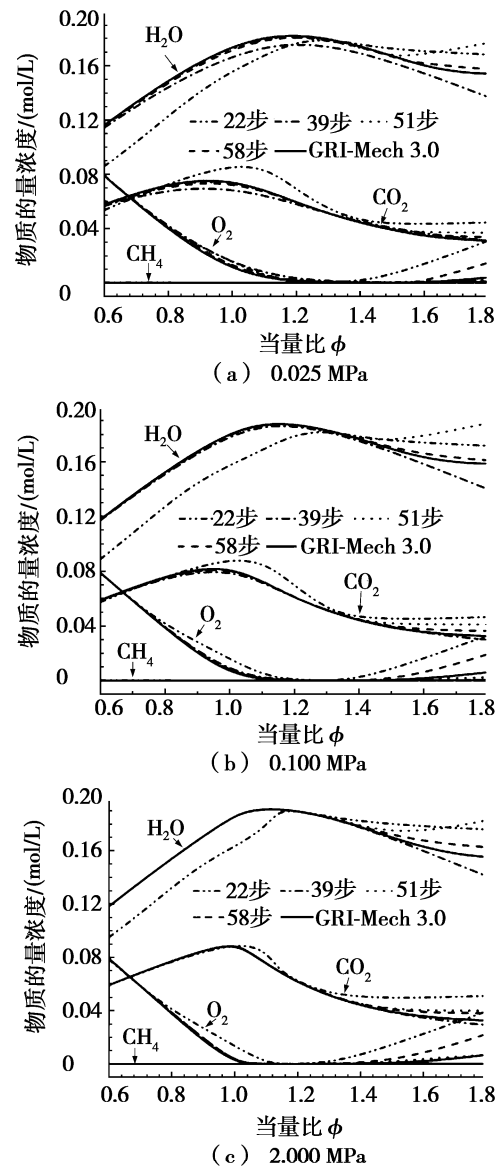 物质的量浓度/(mol/L)
0.20
0.16
0.12
0.08
0.04
0
H₂O
22步 39步 51步
58步 GRI-Mech 3.0
CO₂
O₂
CH₄
0.6 0.8 1.0 1.2 1.4 1.6 1.8
当量比 ϕ
(a) 0.025 MPa
物质的量浓度/(mol/L)
0.20
0.16
0.12
0.08
0.04
0
H₂O
22步 39步 51步
58步 GRI-Mech 3.0
CO₂
O₂
CH₄
0.6 0.8 1.0 1.2 1.4 1.6 1.8
当量比 ϕ
(b) 0.100 MPa
物质的量浓度/(mol/L)
0.20
0.16
0.12
0.08
0.04
0
H₂O
22步 39步 51步
58步 GRI-Mech 3.0
CO₂
O₂
CH₄
0.6 0.8 1.0 1.2 1.4 1.6 1.8
当量比 ϕ
(c) 2.000 MPa